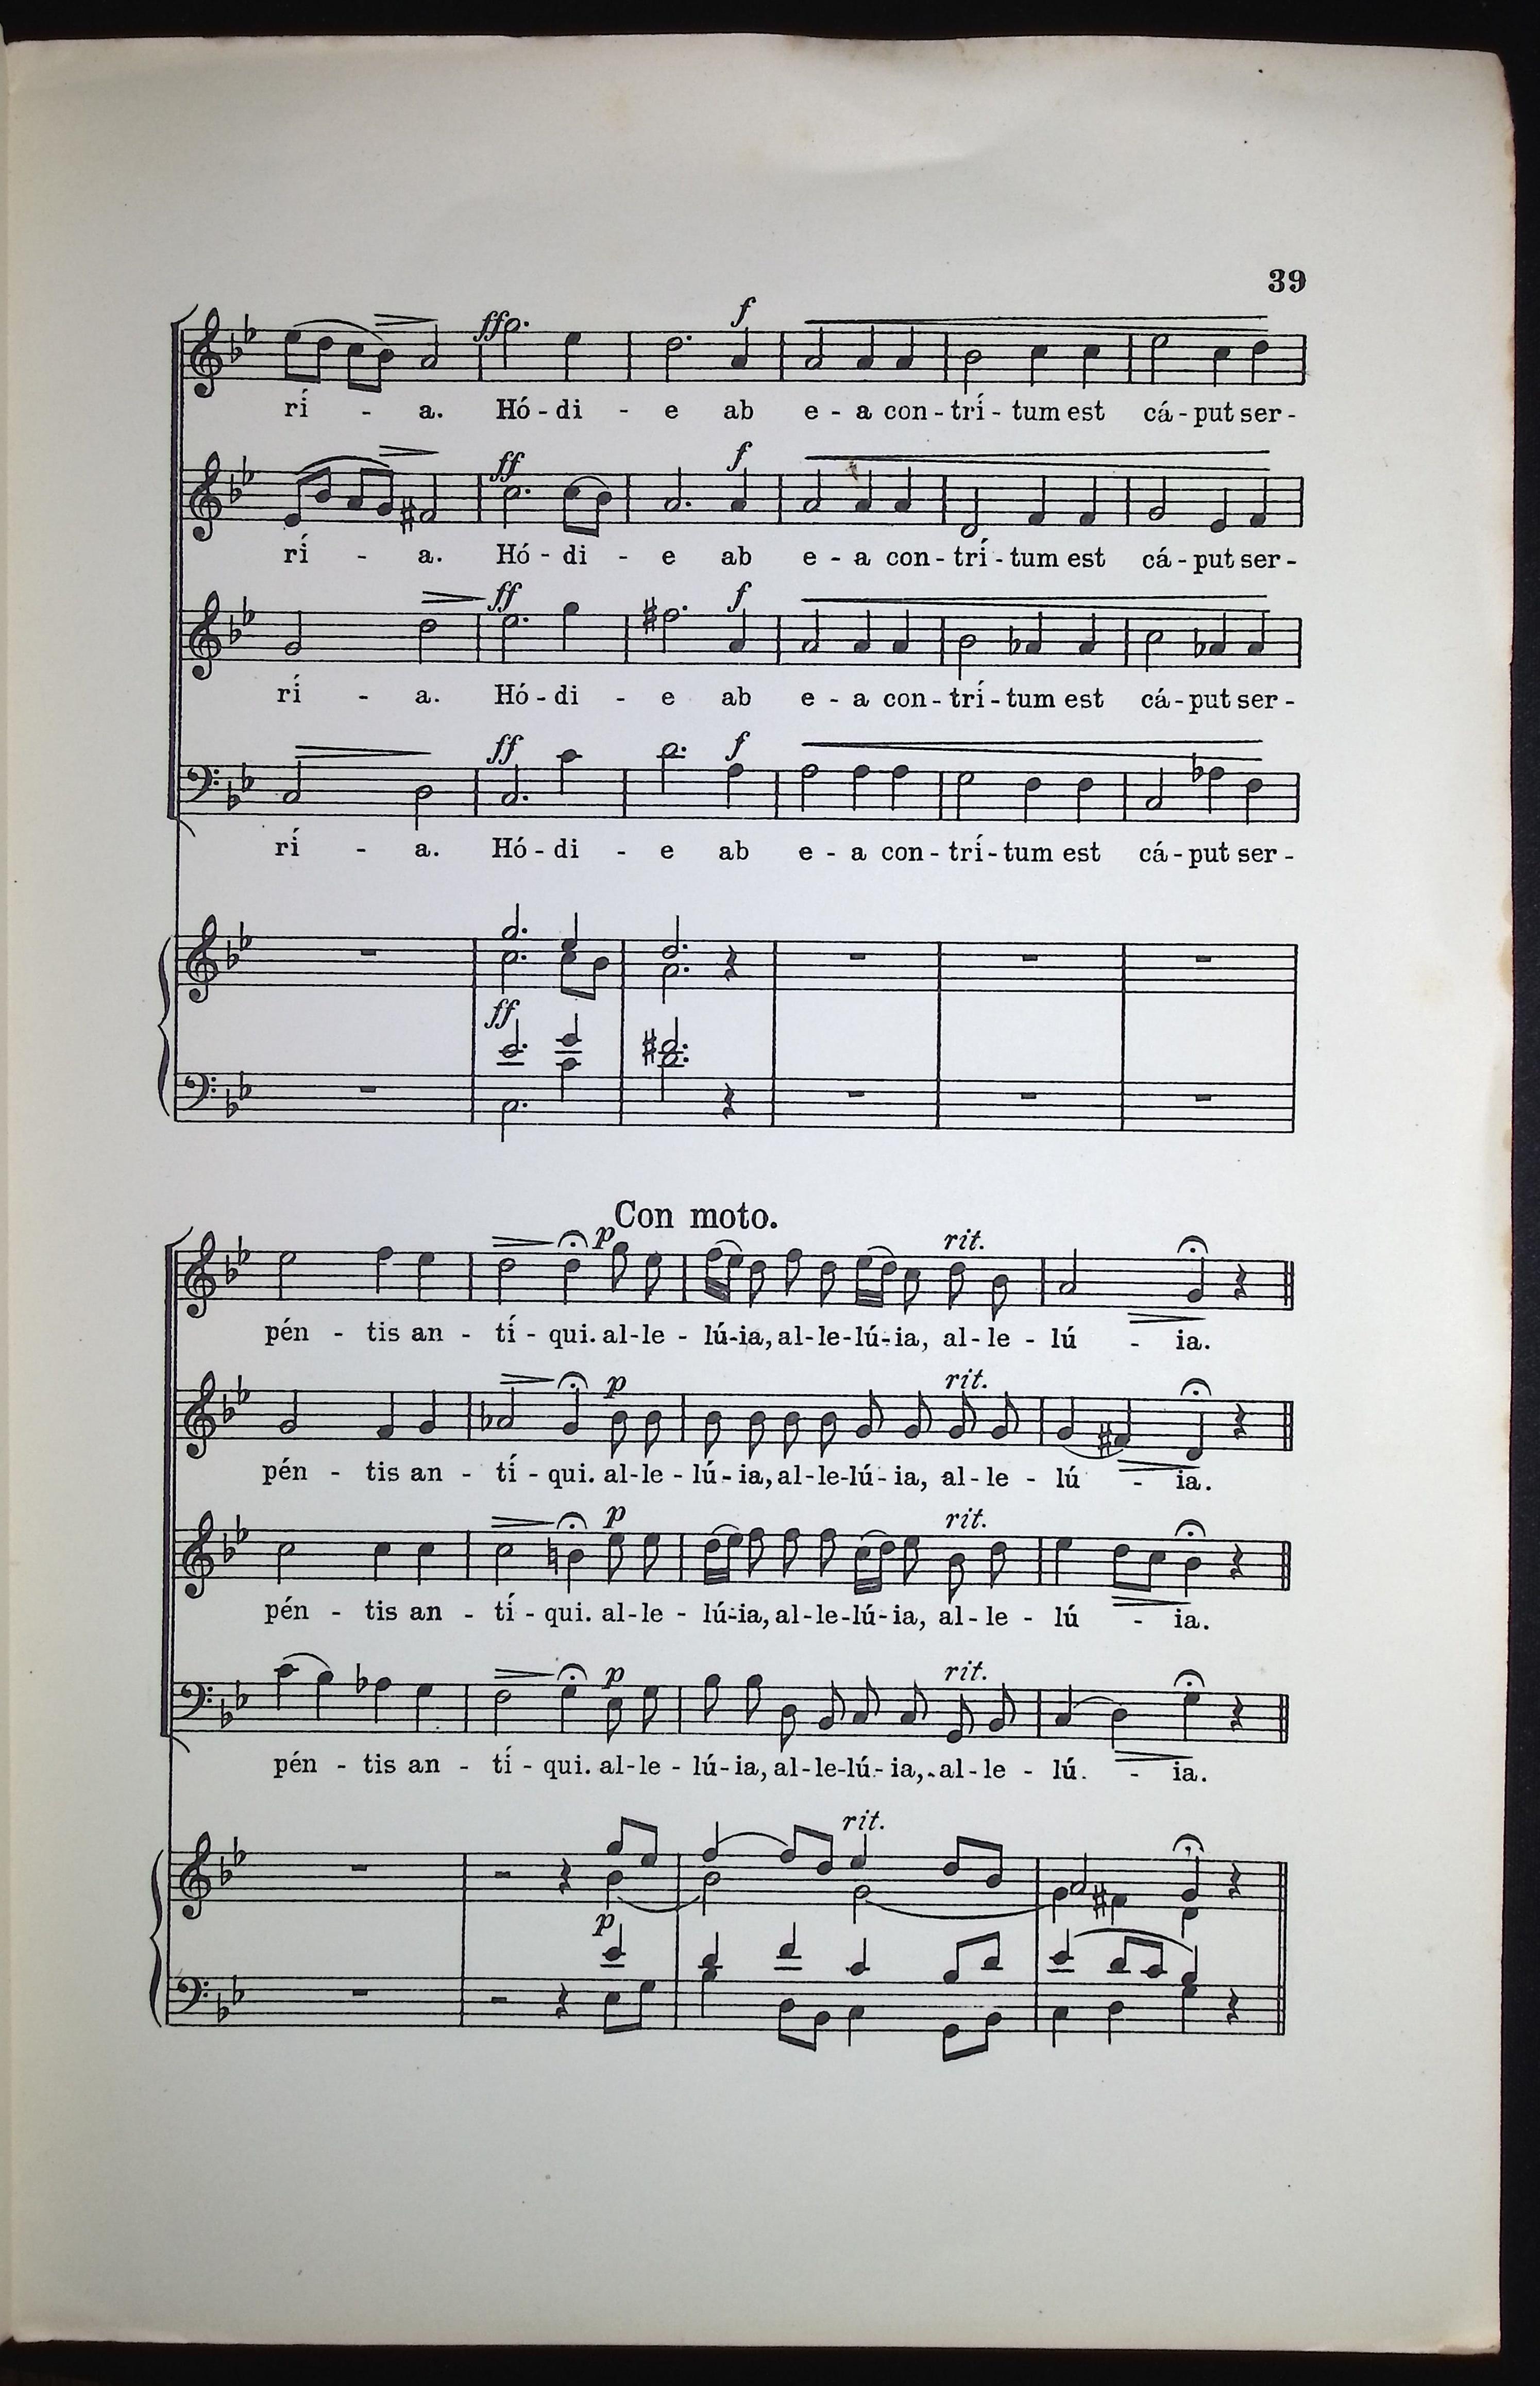 39
ff f
rí - a. Hó - di - e ab e - a con - trí - tum est cá - put ser -
ff f
rí - a. Hó - di - e ab e - a con - trí - tum est cá - put ser -
ff f
rí - a. Hó - di - e ab e - a con - trí - tum est cá - put ser -
ff f
rí - a. Hó - di - e ab e - a con - trí - tum est cá - put ser -
ff
Con moto.
p rit.
pén - tis an - tí - qui. al - le - lú - ia, al - le - lú - ia, al - le - lú - ia.
p rit.
pén - tis an - tí - qui. al - le - lú - ia, al - le - lú - ia, al - le - lú - ia.
p rit.
pén - tis an - tí - qui. al - le - lú - ia, al - le - lú - ia, al - le - lú - ia.
p rit.
pén - tis an - tí - qui. al - le - lú - ia, al - le - lú - ia, al - le - lú - ia.
rit.
p